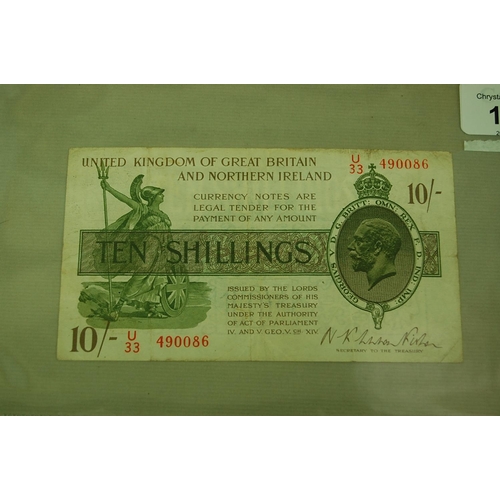 Chryst
1
UNITED KINGDOM OF GREAT BRITAIN
AND NORTHERN IRELAND
U/33 490086
CURRENCY NOTES ARE
LEGAL TENDER FOR THE
PAYMENT OF ANY AMOUNT
10/-
TEN SHILLINGS
GEORGIVS V D. G. BRITT: OMN: REX F. D. IND: IMP:
ISSUED BY THE LORDS
COMMISSIONERS OF HIS
MAJESTY'S TREASURY
UNDER THE AUTHORITY
OF ACT OF PARLIAMENT
IV. AND V. GEO. V. CH. XIV.
10/- U/33 490086
SECRETARY TO THE TREASURY